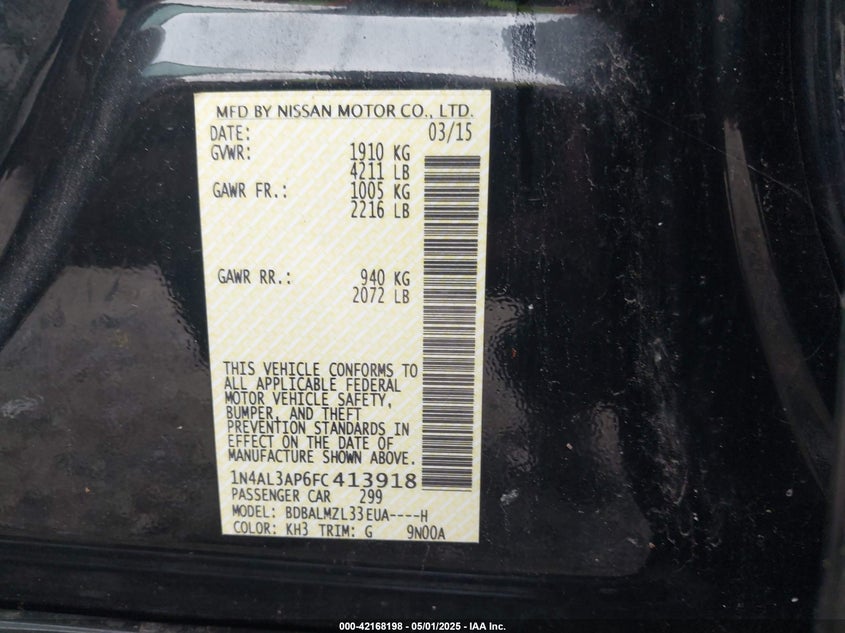 MFD BY NISSAN MOTOR CO., LTD.
DATE: 03/15
GVWR: 1910 KG
4211 LB
GAWR FR.: 1005 KG
2216 LB
GAWR RR.: 940 KG
2072 LB
THIS VEHICLE CONFORMS TO
ALL APPLICABLE FEDERAL
MOTOR VEHICLE SAFETY,
BUMPER, AND THEFT
PREVENTION STANDARDS IN
EFFECT ON THE DATE OF
MANUFACTURE SHOWN ABOVE.
1N4AL3AP6FC413918
PASSENGER CAR 299
MODEL: BDBALMZL33EUA----H
COLOR: KH3 TRIM: G 9N00A
000-42168198 - 05/01/2025 - IAA Inc.